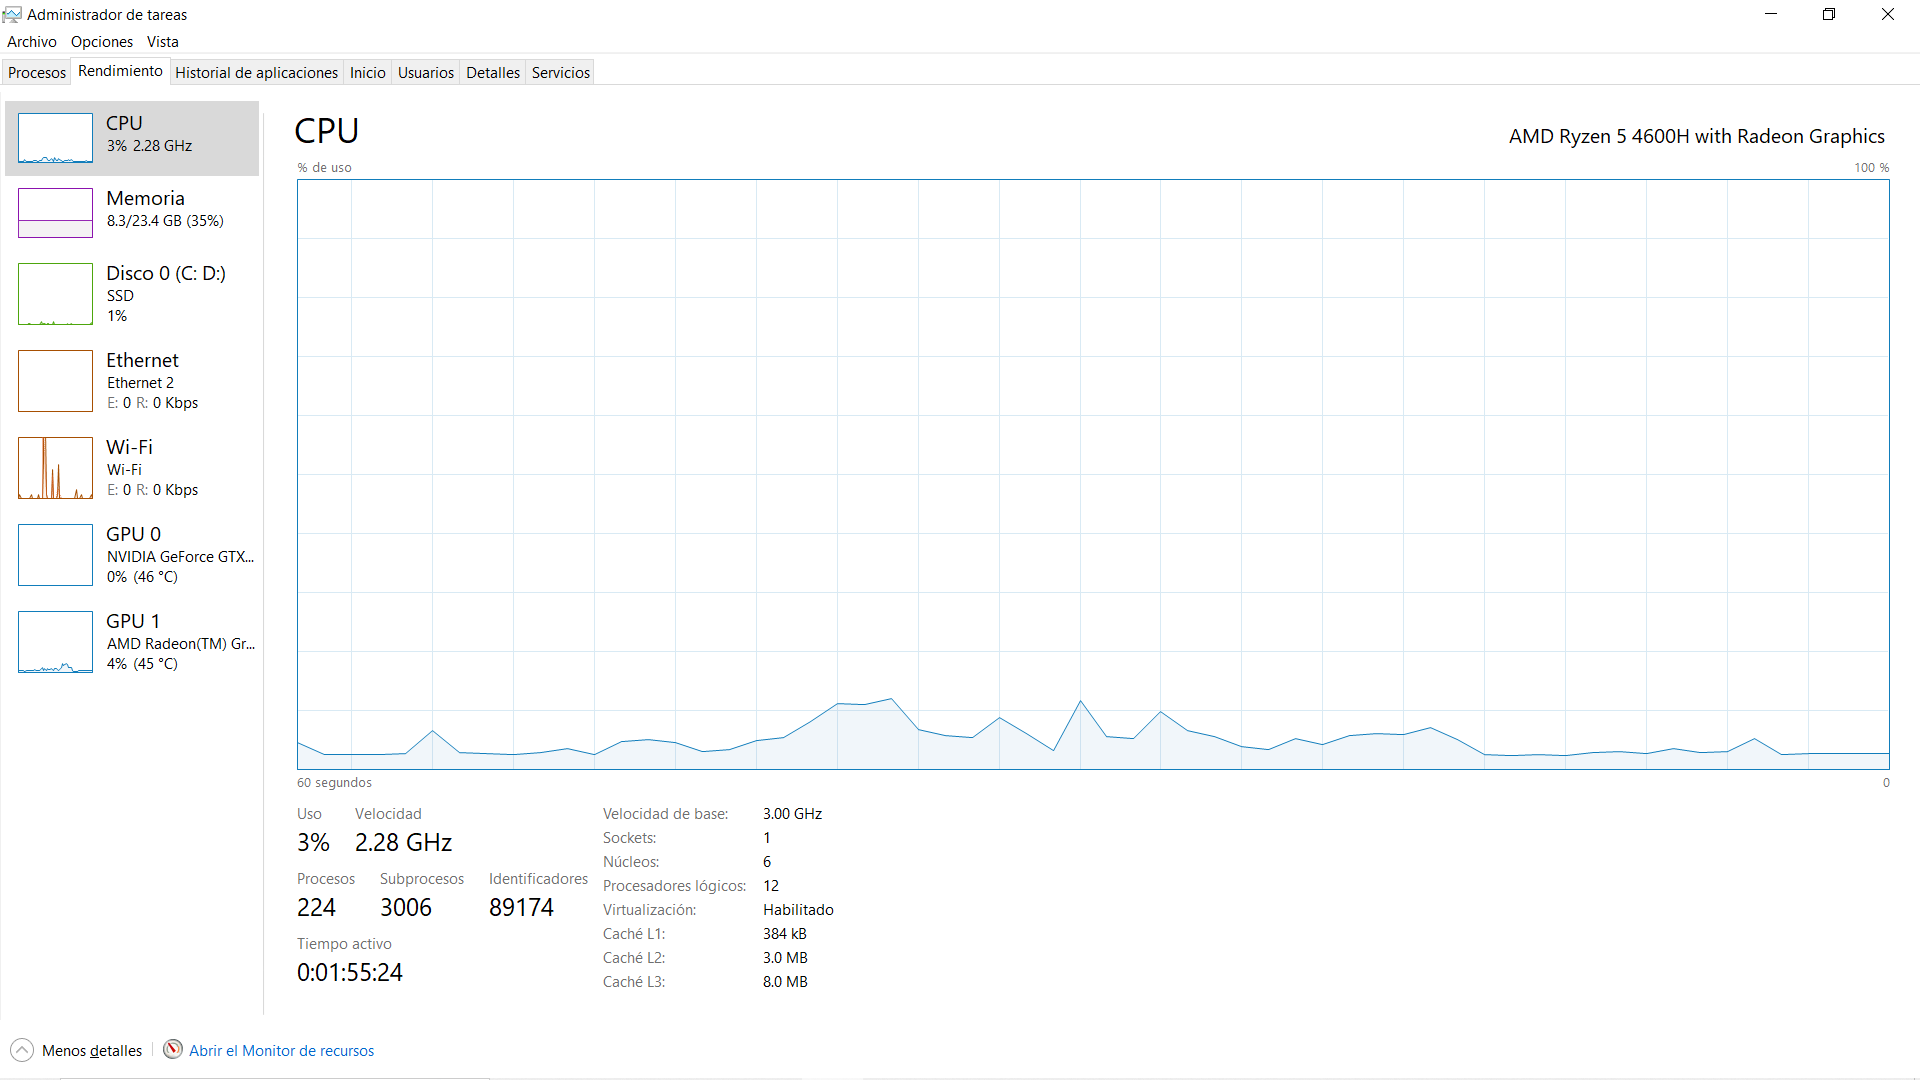 Administrador de tareas
Archivo Opciones Vista
Procesos Rendimiento Historial de aplicaciones Inicio Usuarios Detalles Servicios
CPU
3% 2.28 GHz
Memoria
8.3/23.4 GB (35%)
Disco 0 (C: D:)
SSD
1%
Ethernet
Ethernet 2
E: 0 R: 0 Kbps
Wi-Fi
Wi-Fi
E: 0 R: 0 Kbps
GPU 0
NVIDIA GeForce GTX...
0% (46 °C)
GPU 1
AMD Radeon(TM) Gr...
4% (45 °C)
CPU
AMD Ryzen 5 4600H with Radeon Graphics
% de uso 100 %
60 segundos 0
Uso Velocidad
3% 2.28 GHz
Procesos Subprocesos Identificadores
224 3006 89174
Tiempo activo
0:01:55:24
Velocidad de base: 3.00 GHz
Sockets: 1
Núcleos: 6
Procesadores lógicos: 12
Virtualización: Habilitado
Caché L1: 384 kB
Caché L2: 3.0 MB
Caché L3: 8.0 MB
Menos detalles Abrir el Monitor de recursos